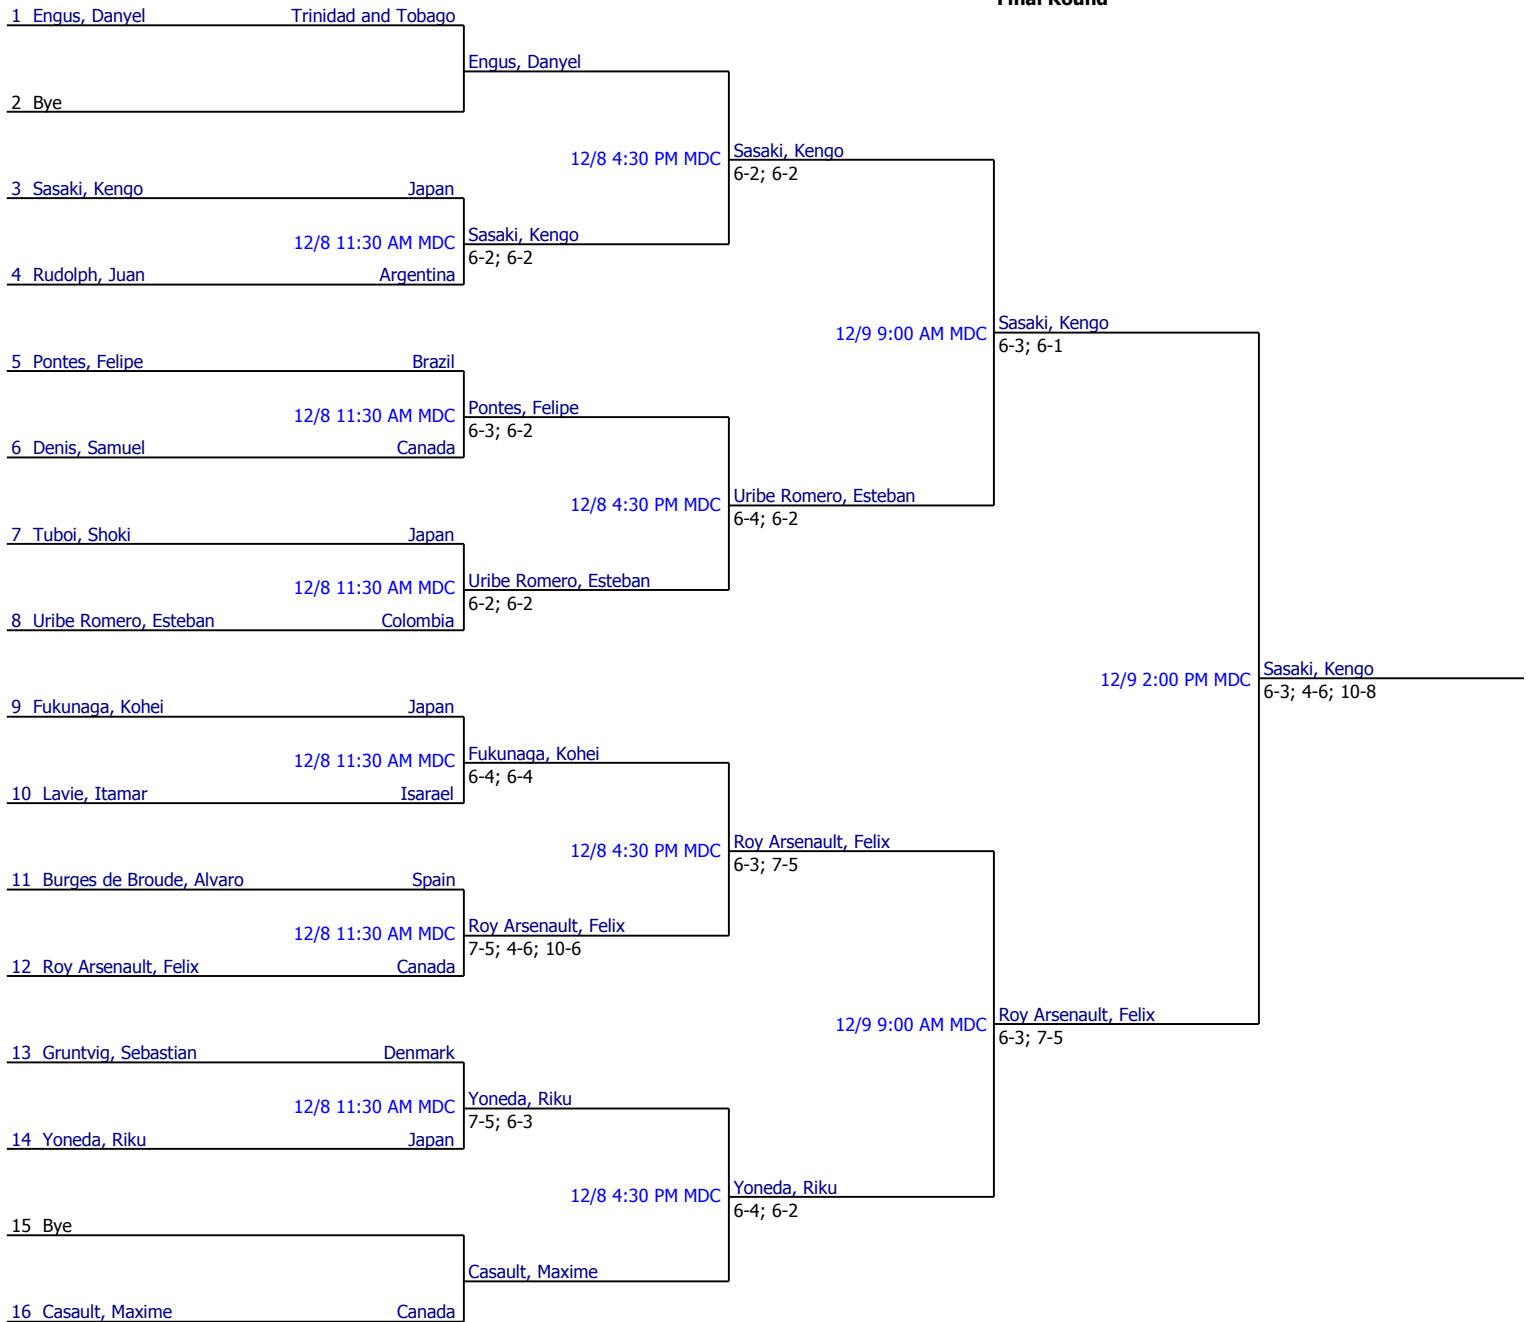 Final Round
1 Engus, Danyel Trinidad and Tobago
Engus, Danyel
2 Bye
12/8 4:30 PM MDC Sasaki, Kengo
6-2; 6-2
3 Sasaki, Kengo Japan
12/8 11:30 AM MDC Sasaki, Kengo
6-2; 6-2
4 Rudolph, Juan Argentina
12/9 9:00 AM MDC Sasaki, Kengo
6-3; 6-1
5 Pontes, Felipe Brazil
12/8 11:30 AM MDC Pontes, Felipe
6-3; 6-2
6 Denis, Samuel Canada
12/8 4:30 PM MDC Uribe Romero, Esteban
6-4; 6-2
7 Tuboi, Shoki Japan
12/8 11:30 AM MDC Uribe Romero, Esteban
6-2; 6-2
8 Uribe Romero, Esteban Colombia
12/9 2:00 PM MDC Sasaki, Kengo
6-3; 4-6; 10-8
9 Fukunaga, Kohei Japan
12/8 11:30 AM MDC Fukunaga, Kohei
6-4; 6-4
10 Lavie, Itamar Isarael
12/8 4:30 PM MDC Roy Arsenault, Felix
6-3; 7-5
11 Burges de Broude, Alvaro Spain
12/8 11:30 AM MDC Roy Arsenault, Felix
7-5; 4-6; 10-6
12 Roy Arsenault, Felix Canada
12/9 9:00 AM MDC Roy Arsenault, Felix
6-3; 7-5
13 Gruntvig, Sebastian Denmark
12/8 11:30 AM MDC Yoneda, Riku
7-5; 6-3
14 Yoneda, Riku Japan
12/8 4:30 PM MDC Yoneda, Riku
6-4; 6-2
15 Bye
Casault, Maxime
16 Casault, Maxime Canada